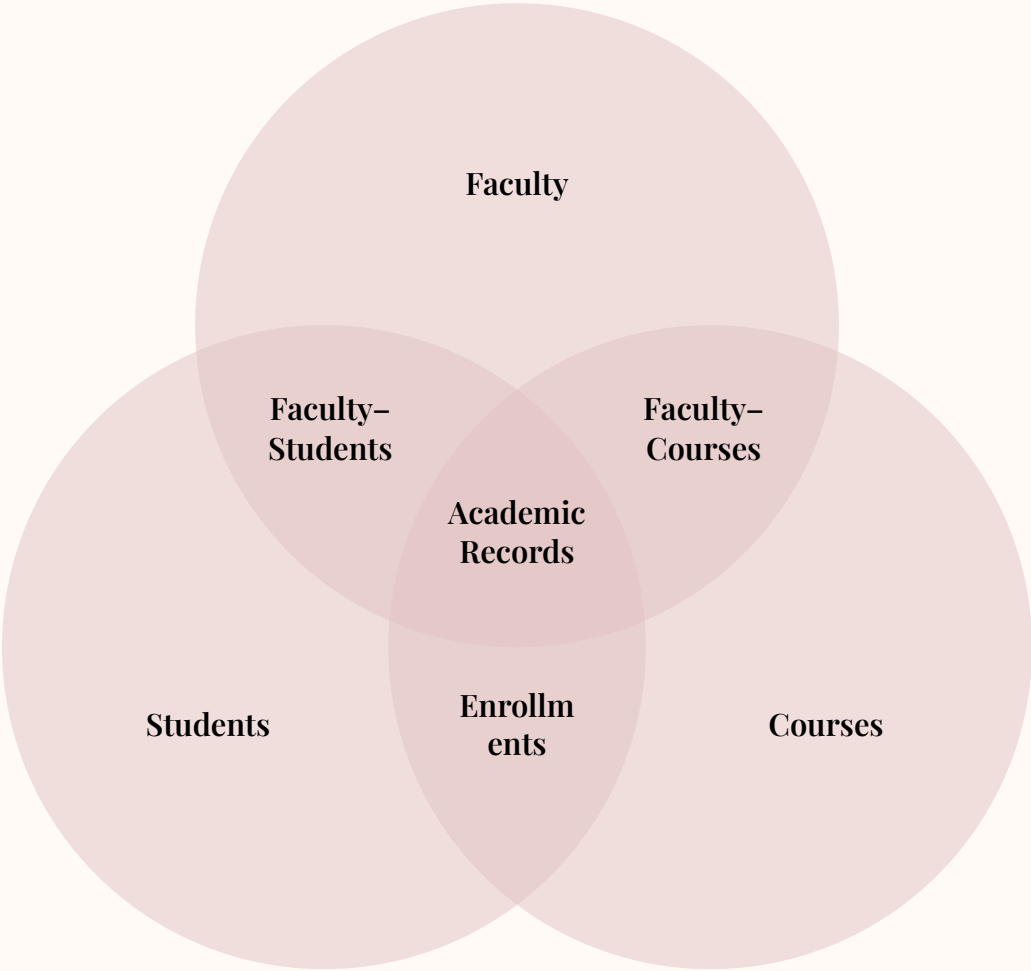 Faculty
Faculty–
Students
Faculty–
Courses
Academic
Records
Students
Enrollm
ents
Courses